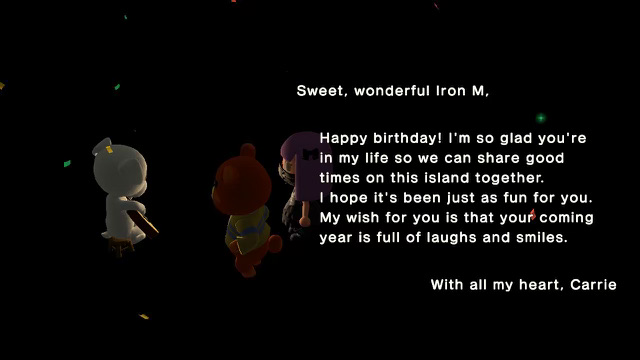 Sweet, wonderful Iron M,
Happy birthday! I'm so glad you're
in my life so we can share good
times on this island together.
I hope it's been just as fun for you.
My wish for you is that your coming
year is full of laughs and smiles.
With all my heart, Carrie